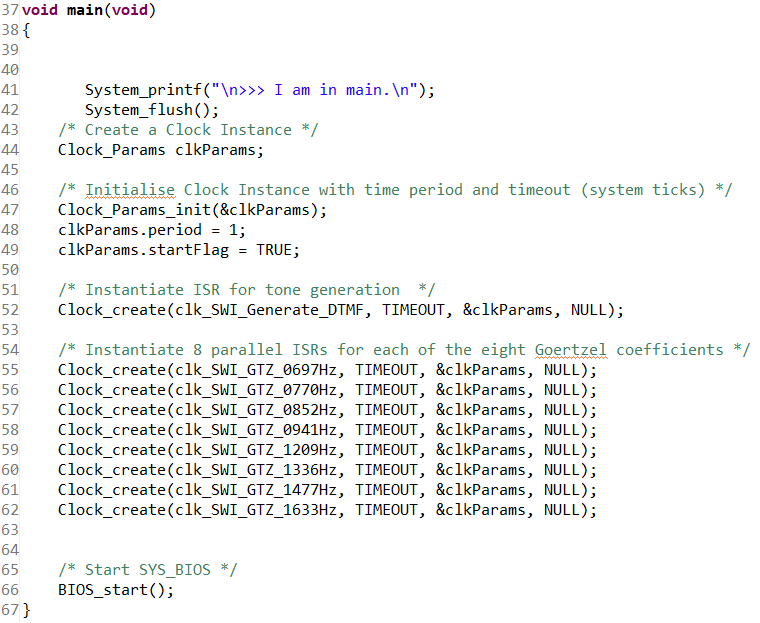 37 void main(void)
38 {
39
40
41        System_printf("\n>>> I am in main.\n");
42        System_flush();
43     /* Create a Clock Instance */
44     Clock_Params clkParams;
45
46     /* Initialise Clock Instance with time period and timeout (system ticks) */
47     Clock_Params_init(&clkParams);
48     clkParams.period = 1;
49     clkParams.startFlag = TRUE;
50
51     /* Instantiate ISR for tone generation  */
52     Clock_create(clk_SWI_Generate_DTMF, TIMEOUT, &clkParams, NULL);
53
54     /* Instantiate 8 parallel ISRs for each of the eight Goertzel coefficients */
55     Clock_create(clk_SWI_GTZ_0697Hz, TIMEOUT, &clkParams, NULL);
56     Clock_create(clk_SWI_GTZ_0770Hz, TIMEOUT, &clkParams, NULL);
57     Clock_create(clk_SWI_GTZ_0852Hz, TIMEOUT, &clkParams, NULL);
58     Clock_create(clk_SWI_GTZ_0941Hz, TIMEOUT, &clkParams, NULL);
59     Clock_create(clk_SWI_GTZ_1209Hz, TIMEOUT, &clkParams, NULL);
60     Clock_create(clk_SWI_GTZ_1336Hz, TIMEOUT, &clkParams, NULL);
61     Clock_create(clk_SWI_GTZ_1477Hz, TIMEOUT, &clkParams, NULL);
62     Clock_create(clk_SWI_GTZ_1633Hz, TIMEOUT, &clkParams, NULL);
63
64
65     /* Start SYS_BIOS */
66     BIOS_start();
67 }